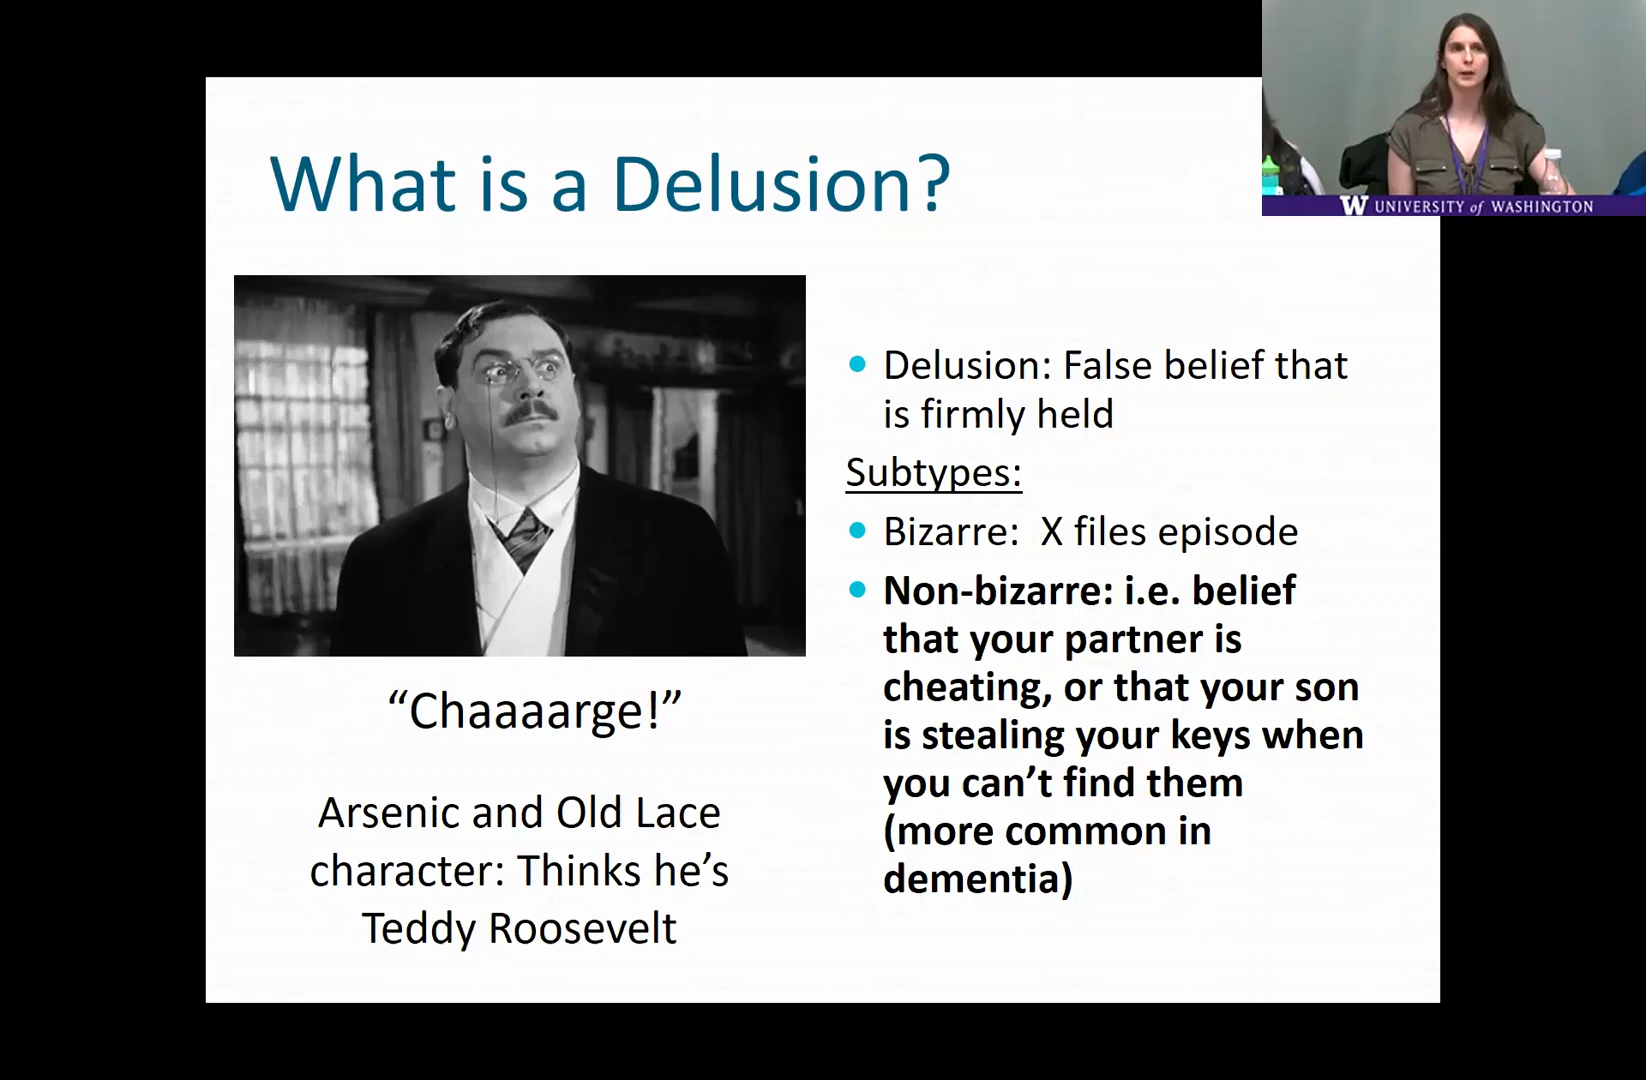 What is a Delusion?
W UNIVERSITY of WASHINGTON
“Chaaaarge!”
Arsenic and Old Lace
character: Thinks he’s
Teddy Roosevelt
• Delusion: False belief that
is firmly held
Subtypes:
• Bizarre:  X files episode
• Non-bizarre: i.e. belief
that your partner is
cheating, or that your son
is stealing your keys when
you can’t find them
(more common in
dementia)